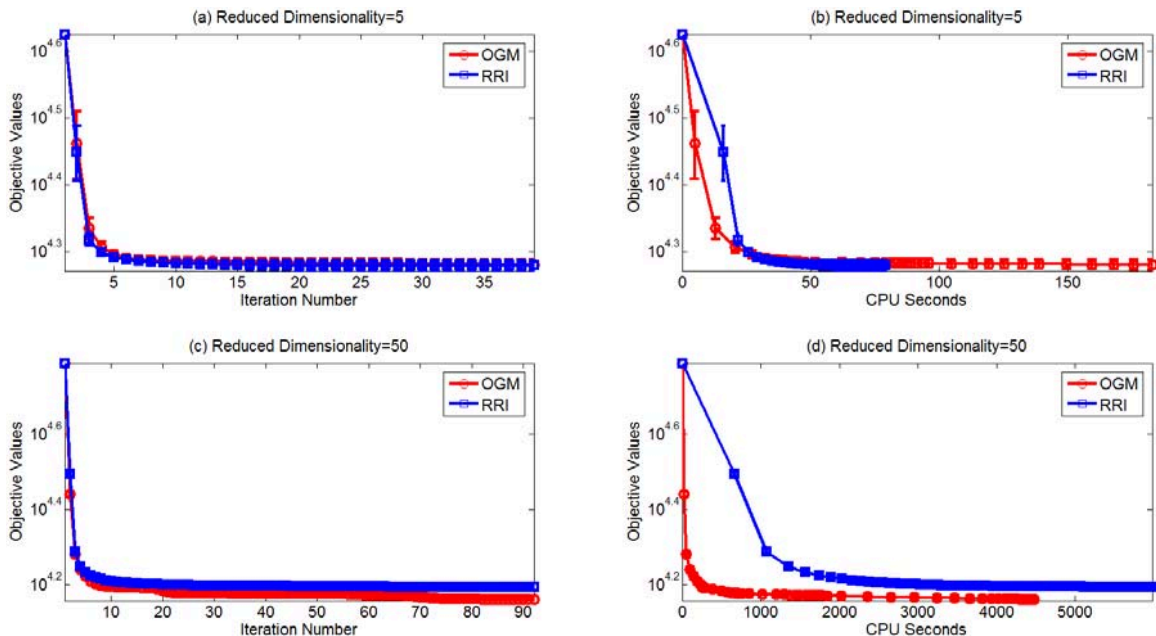 (a) Reduced Dimensionality=5
10^4.6
10^4.5
10^4.4
10^4.3
Objective Values
OGM
RRI
5 10 15 20 25 30 35
Iteration Number
(b) Reduced Dimensionality=5
10^4.6
10^4.5
10^4.4
10^4.3
Objective Values
OGM
RRI
0 50 100 150
CPU Seconds
(c) Reduced Dimensionality=50
10^4.6
10^4.4
10^4.2
Objective Values
OGM
RRI
10 20 30 40 50 60 70 80 90
Iteration Number
(d) Reduced Dimensionality=50
10^4.6
10^4.4
10^4.2
Objective Values
OGM
RRI
0 1000 2000 3000 4000 5000
CPU Seconds